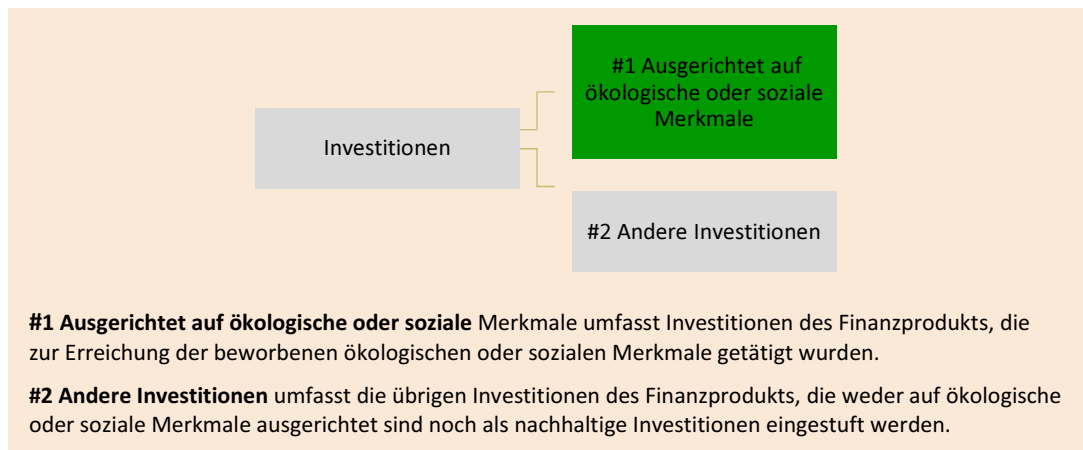 #1 Ausgerichtet auf
ökologische oder soziale
Merkmale
Investitionen
#2 Andere Investitionen
#1 Ausgerichtet auf ökologische oder soziale Merkmale umfasst Investitionen des Finanzprodukts, die
zur Erreichung der beworbenen ökologischen oder sozialen Merkmale getätigt wurden.
#2 Andere Investitionen umfasst die übrigen Investitionen des Finanzprodukts, die weder auf ökologische
oder soziale Merkmale ausgerichtet sind noch als nachhaltige Investitionen eingestuft werden.